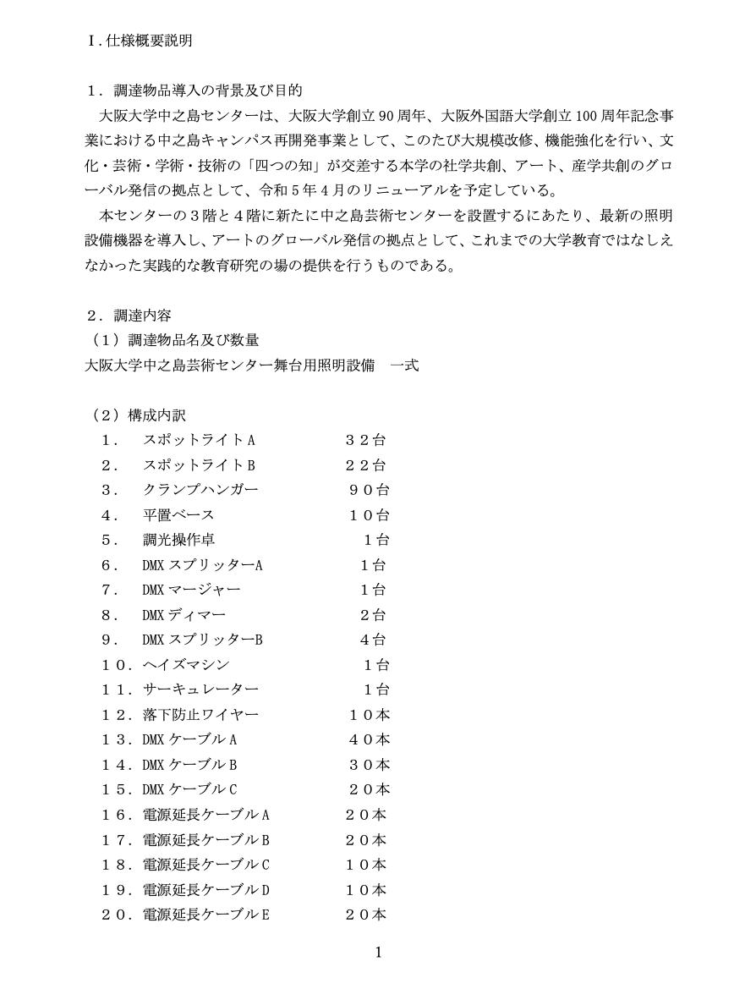 Ⅰ.仕様概要説明
１．調達物品導入の背景及び目的
　大阪大学中之島センターは、大阪大学創立 90 周年、大阪外国語大学創立 100 周年記念事
業における中之島キャンパス再開発事業として、このたび大規模改修、機能強化を行い、文
化・芸術・学術・技術の「四つの知」が交差する本学の社学共創、アート、産学共創のグロ
ーバル発信の拠点として、令和 5 年 4 月のリニューアルを予定している。
　本センターの３階と４階に新たに中之島芸術センターを設置するにあたり、最新の照明
設備機器を導入し、アートのグローバル発信の拠点として、これまでの大学教育ではなしえ
なかった実践的な教育研究の場の提供を行うものである。
２．調達内容
（１）調達物品名及び数量
大阪大学中之島芸術センター舞台用照明設備　一式
（２）構成内訳
１．　スポットライト A　３２台
２．　スポットライト B　２２台
３．　クランプハンガー　９０台
４．　平置ベース　１０台
５．　調光操作卓　１台
６．　DMX スプリッターA　１台
７．　DMX マージャー　１台
８．　DMX ディマー　２台
９．　DMX スプリッターB　４台
１０．ヘイズマシン　１台
１１．サーキュレーター　１台
１２．落下防止ワイヤー　１０本
１３．DMX ケーブル A　４０本
１４．DMX ケーブル B　３０本
１５．DMX ケーブル C　２０本
１６．電源延長ケーブル A　２０本
１７．電源延長ケーブル B　２０本
１８．電源延長ケーブル C　１０本
１９．電源延長ケーブル D　１０本
２０．電源延長ケーブル E　２０本
1